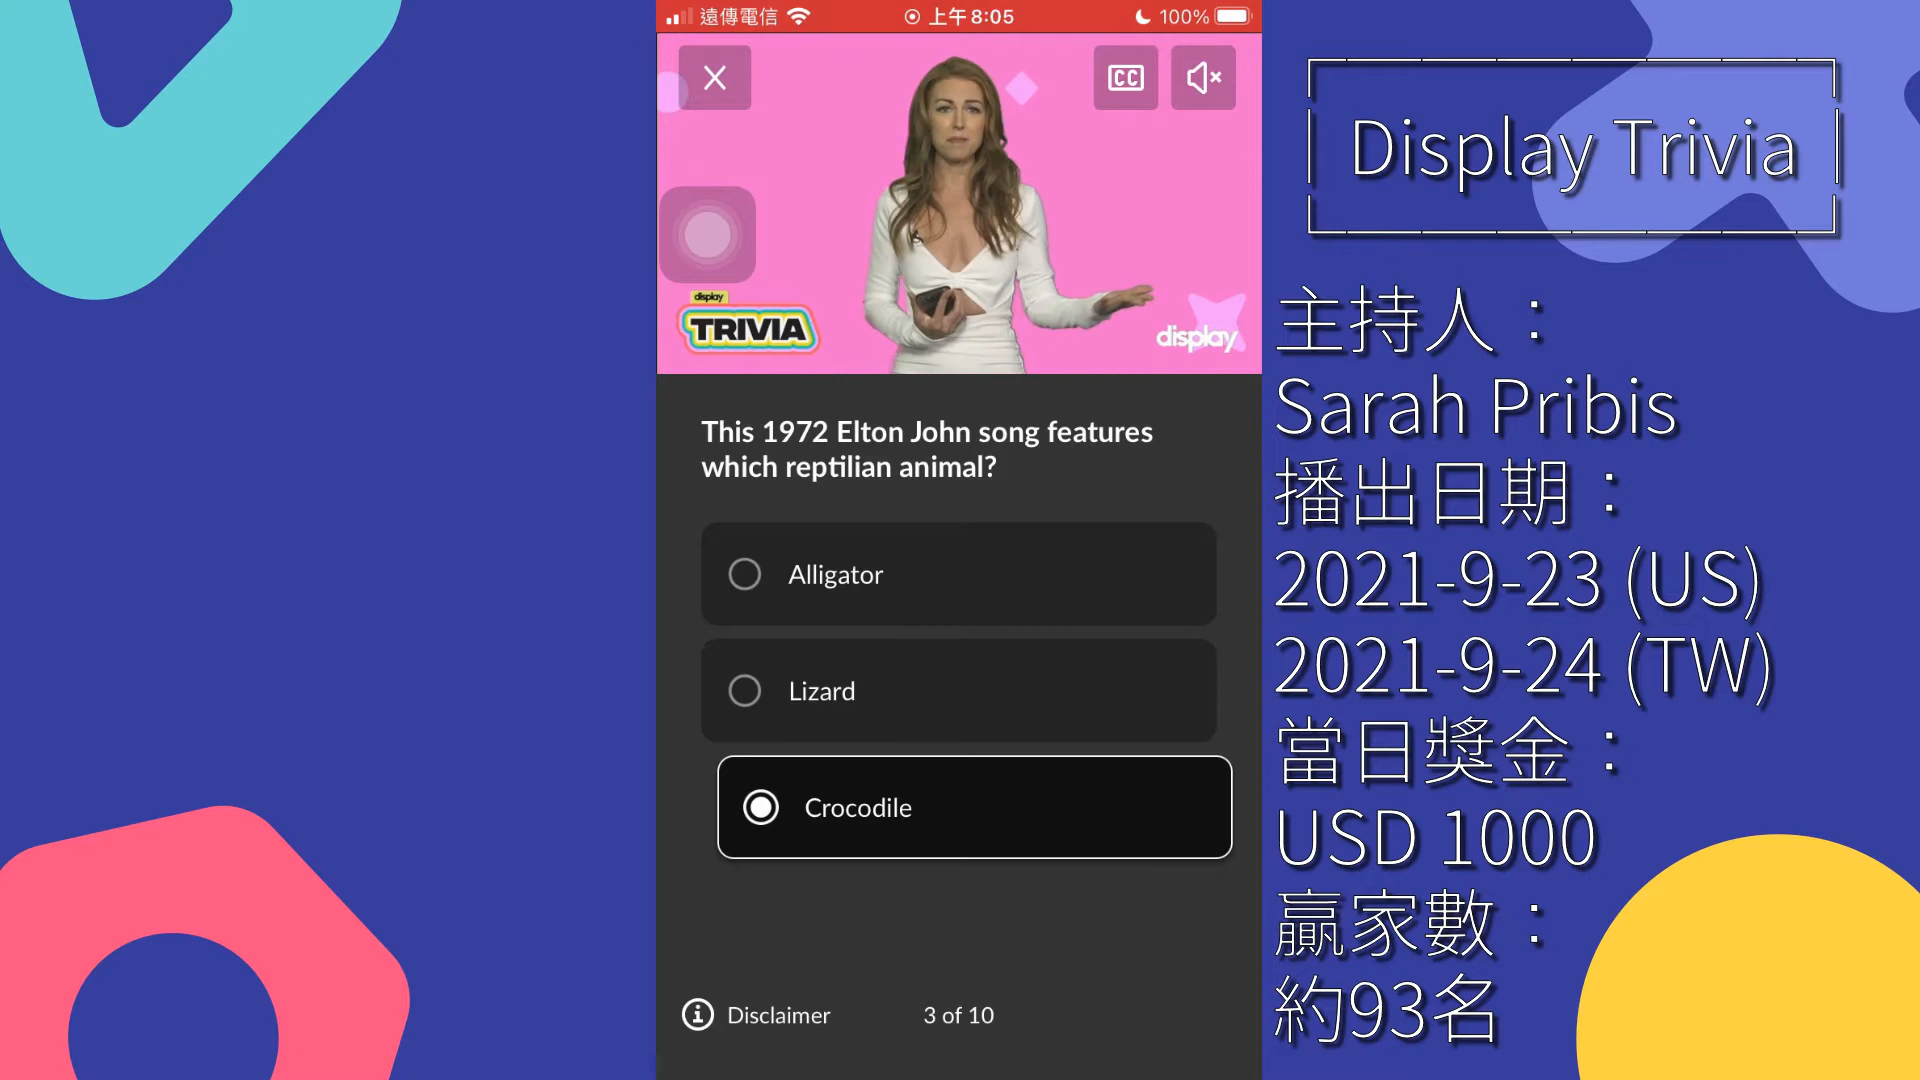 遠傳電信
上午8:05
100%
CC
display
TRIVIA
display
This 1972 Elton John song features
which reptilian animal?
Alligator
Lizard
Crocodile
Disclaimer
3 of 10
Display Trivia
主持人：
Sarah Pribis
播出日期：
2021-9-23 (US)
2021-9-24 (TW)
當日獎金：
USD 1000
贏家數：
約93名